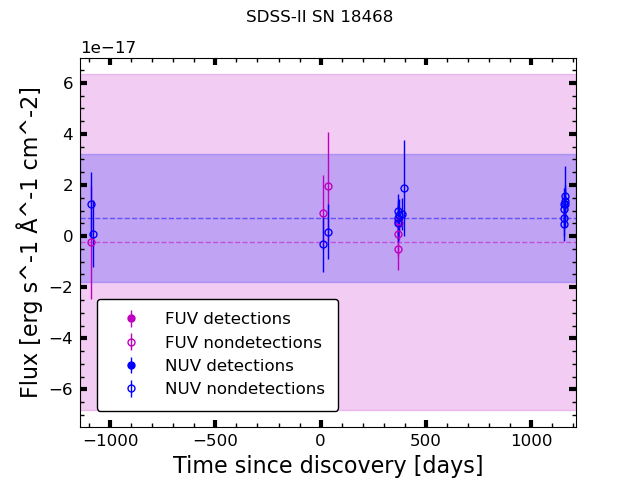 SDSS-II SN 18468
1e−17
6
4
2
0
−2
−4
−6
Flux [erg s^-1 Å^-1 cm^-2]
FUV detections
FUV nondetections
NUV detections
NUV nondetections
−1000 −500 0 500 1000
Time since discovery [days]